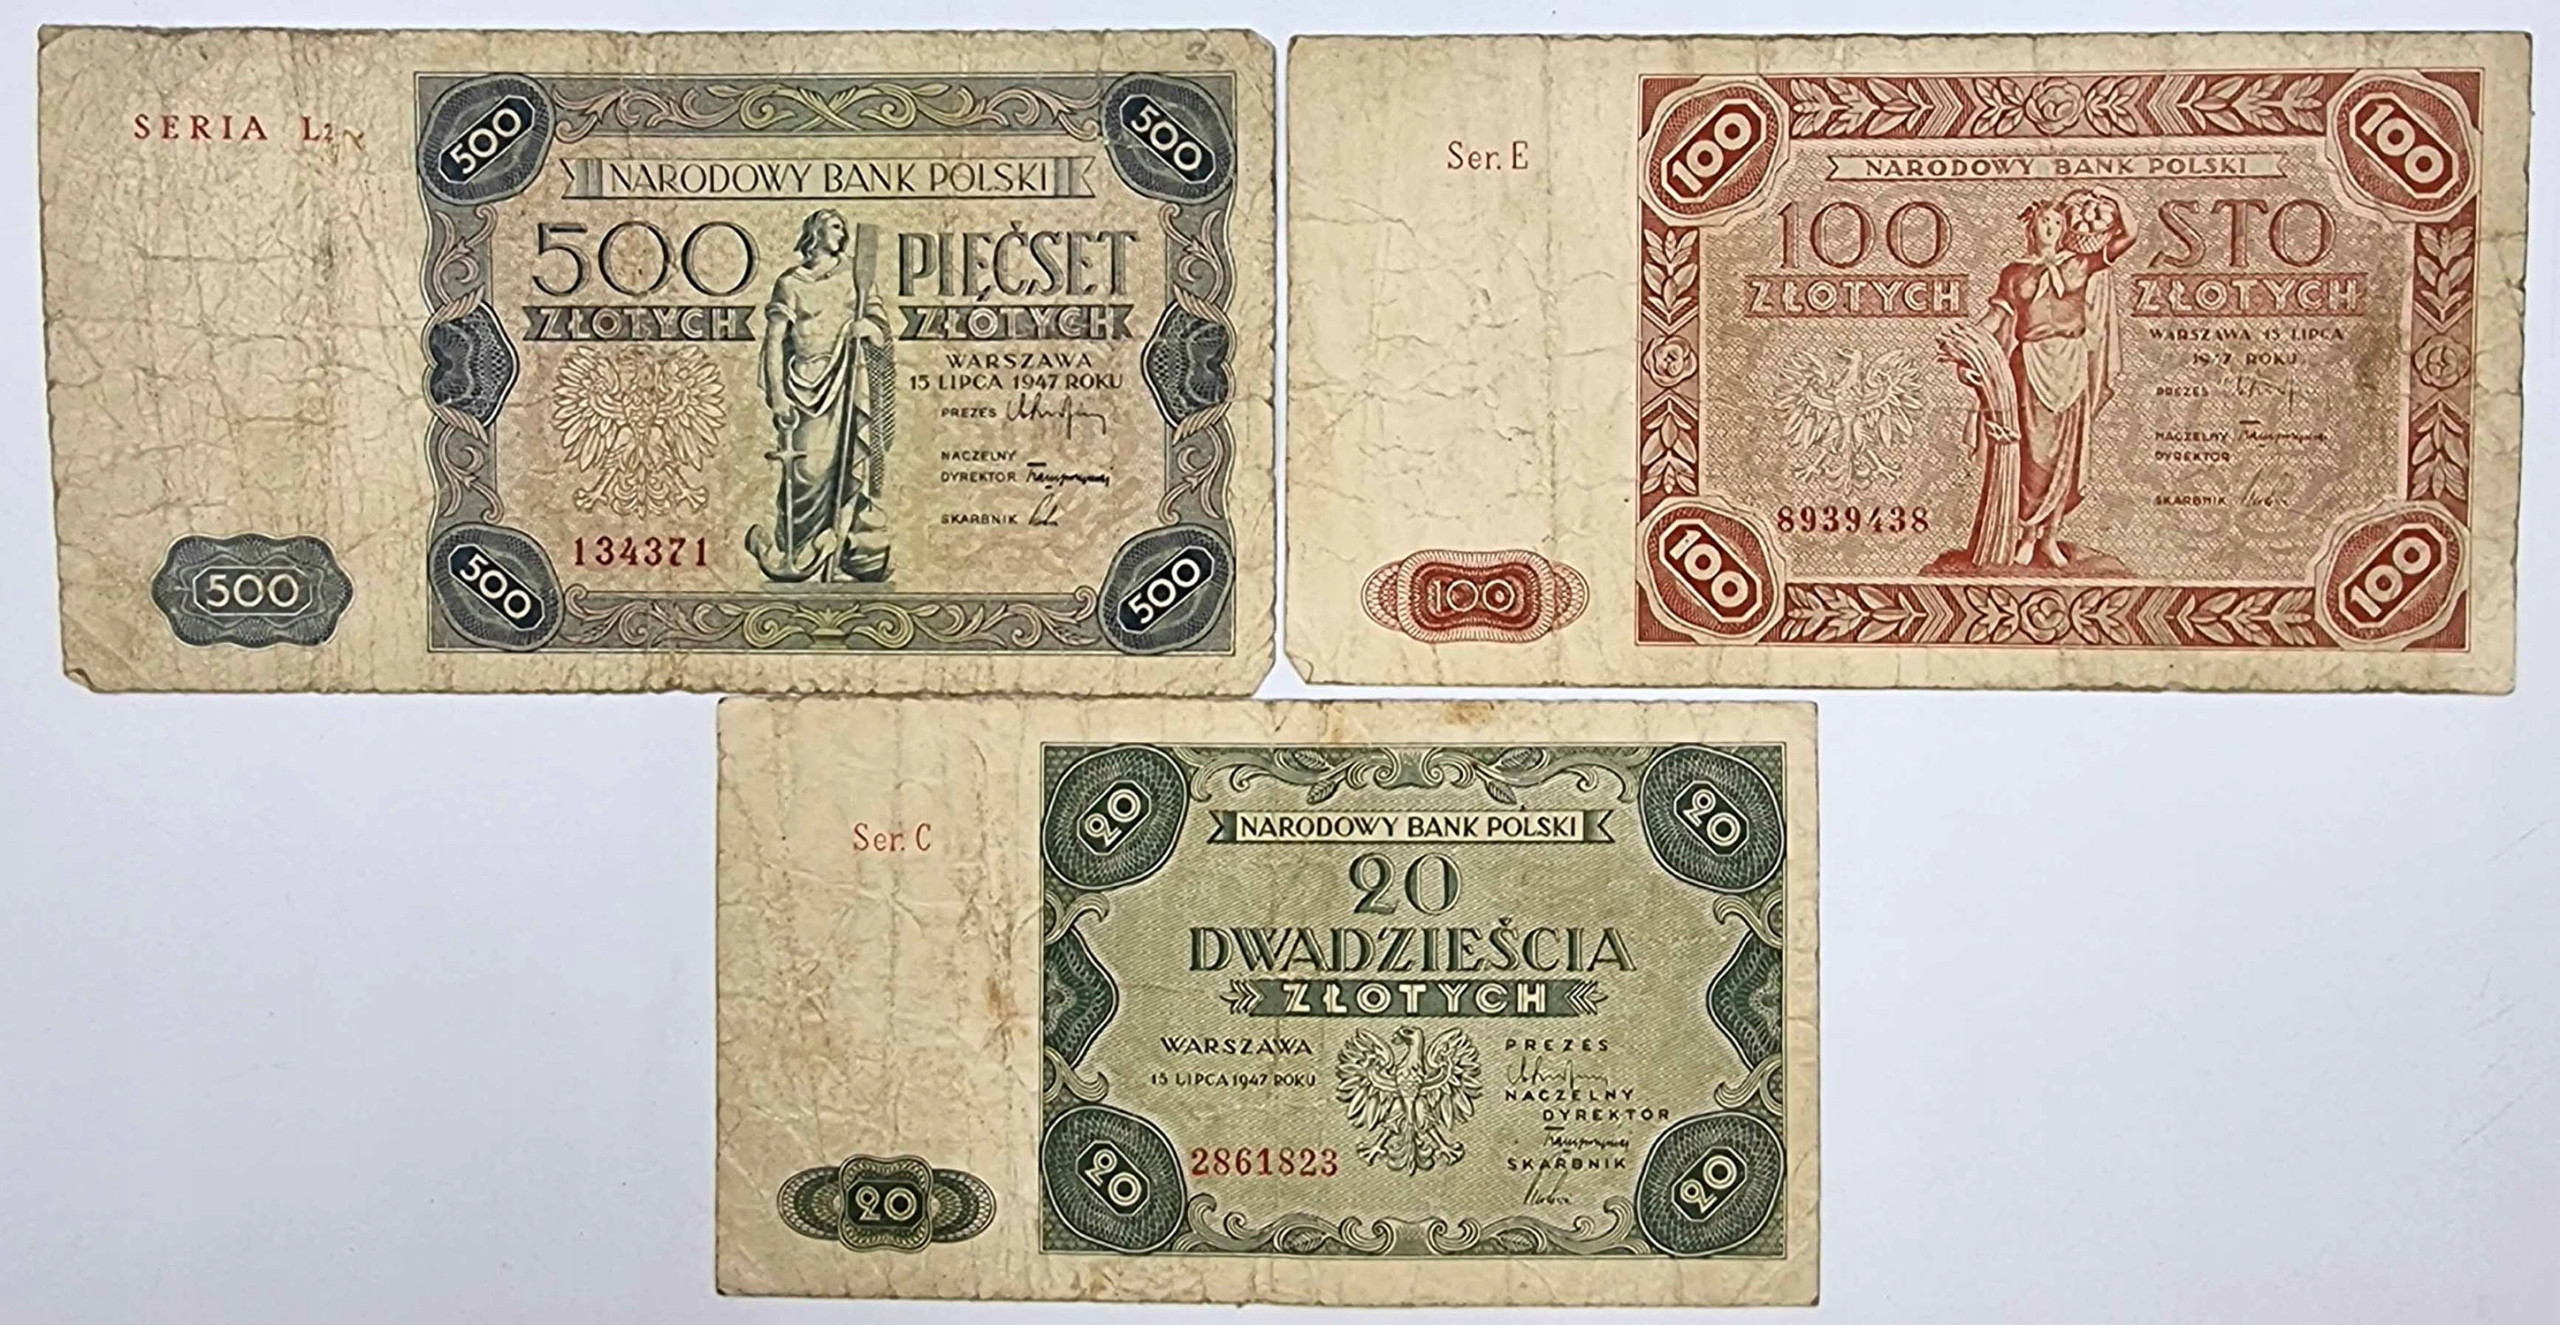 SERIA L2
500
500
NARODOWY BANK POLSKI
500 PIĘĆSET
ZŁOTYCH ZŁOTYCH
WARSZAWA
15 LIPCA 1947 ROKU
PREZES
NACZELNY
DYREKTOR
SKARBNIK
134371
500
500
500
Ser. E
100
100
NARODOWY BANK POLSKI
100 STO
ZŁOTYCH ZŁOTYCH
WARSZAWA 15 LIPCA
1947 ROKU
PREZES
NACZELNY
DYREKTOR
SKARBNIK
8939438
100
100
100
Ser. C
20
20
NARODOWY BANK POLSKI
20
DWADZIEŚCIA
ZŁOTYCH
WARSZAWA
15 LIPCA 1947 ROKU
PREZES
NACZELNY
DYREKTOR
SKARBNIK
2861823
20
20
20